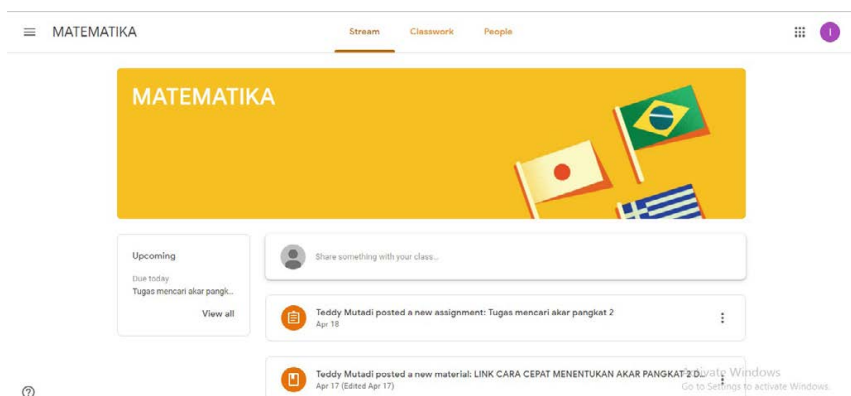 MATEMATIKA
Stream Classwork People
I
MATEMATIKA
Upcoming
Due today
Tugas mencari akar pangk...
View all
Share something with your class...
Teddy Mutadi posted a new assignment: Tugas mencari akar pangkat 2
Apr 18
Teddy Mutadi posted a new material: LINK CARA CEPAT MENENTUKAN AKAR PANGKAT 2 D...
Apr 17 (Edited Apr 17)
Activate Windows
Go to Settings to activate Windows.